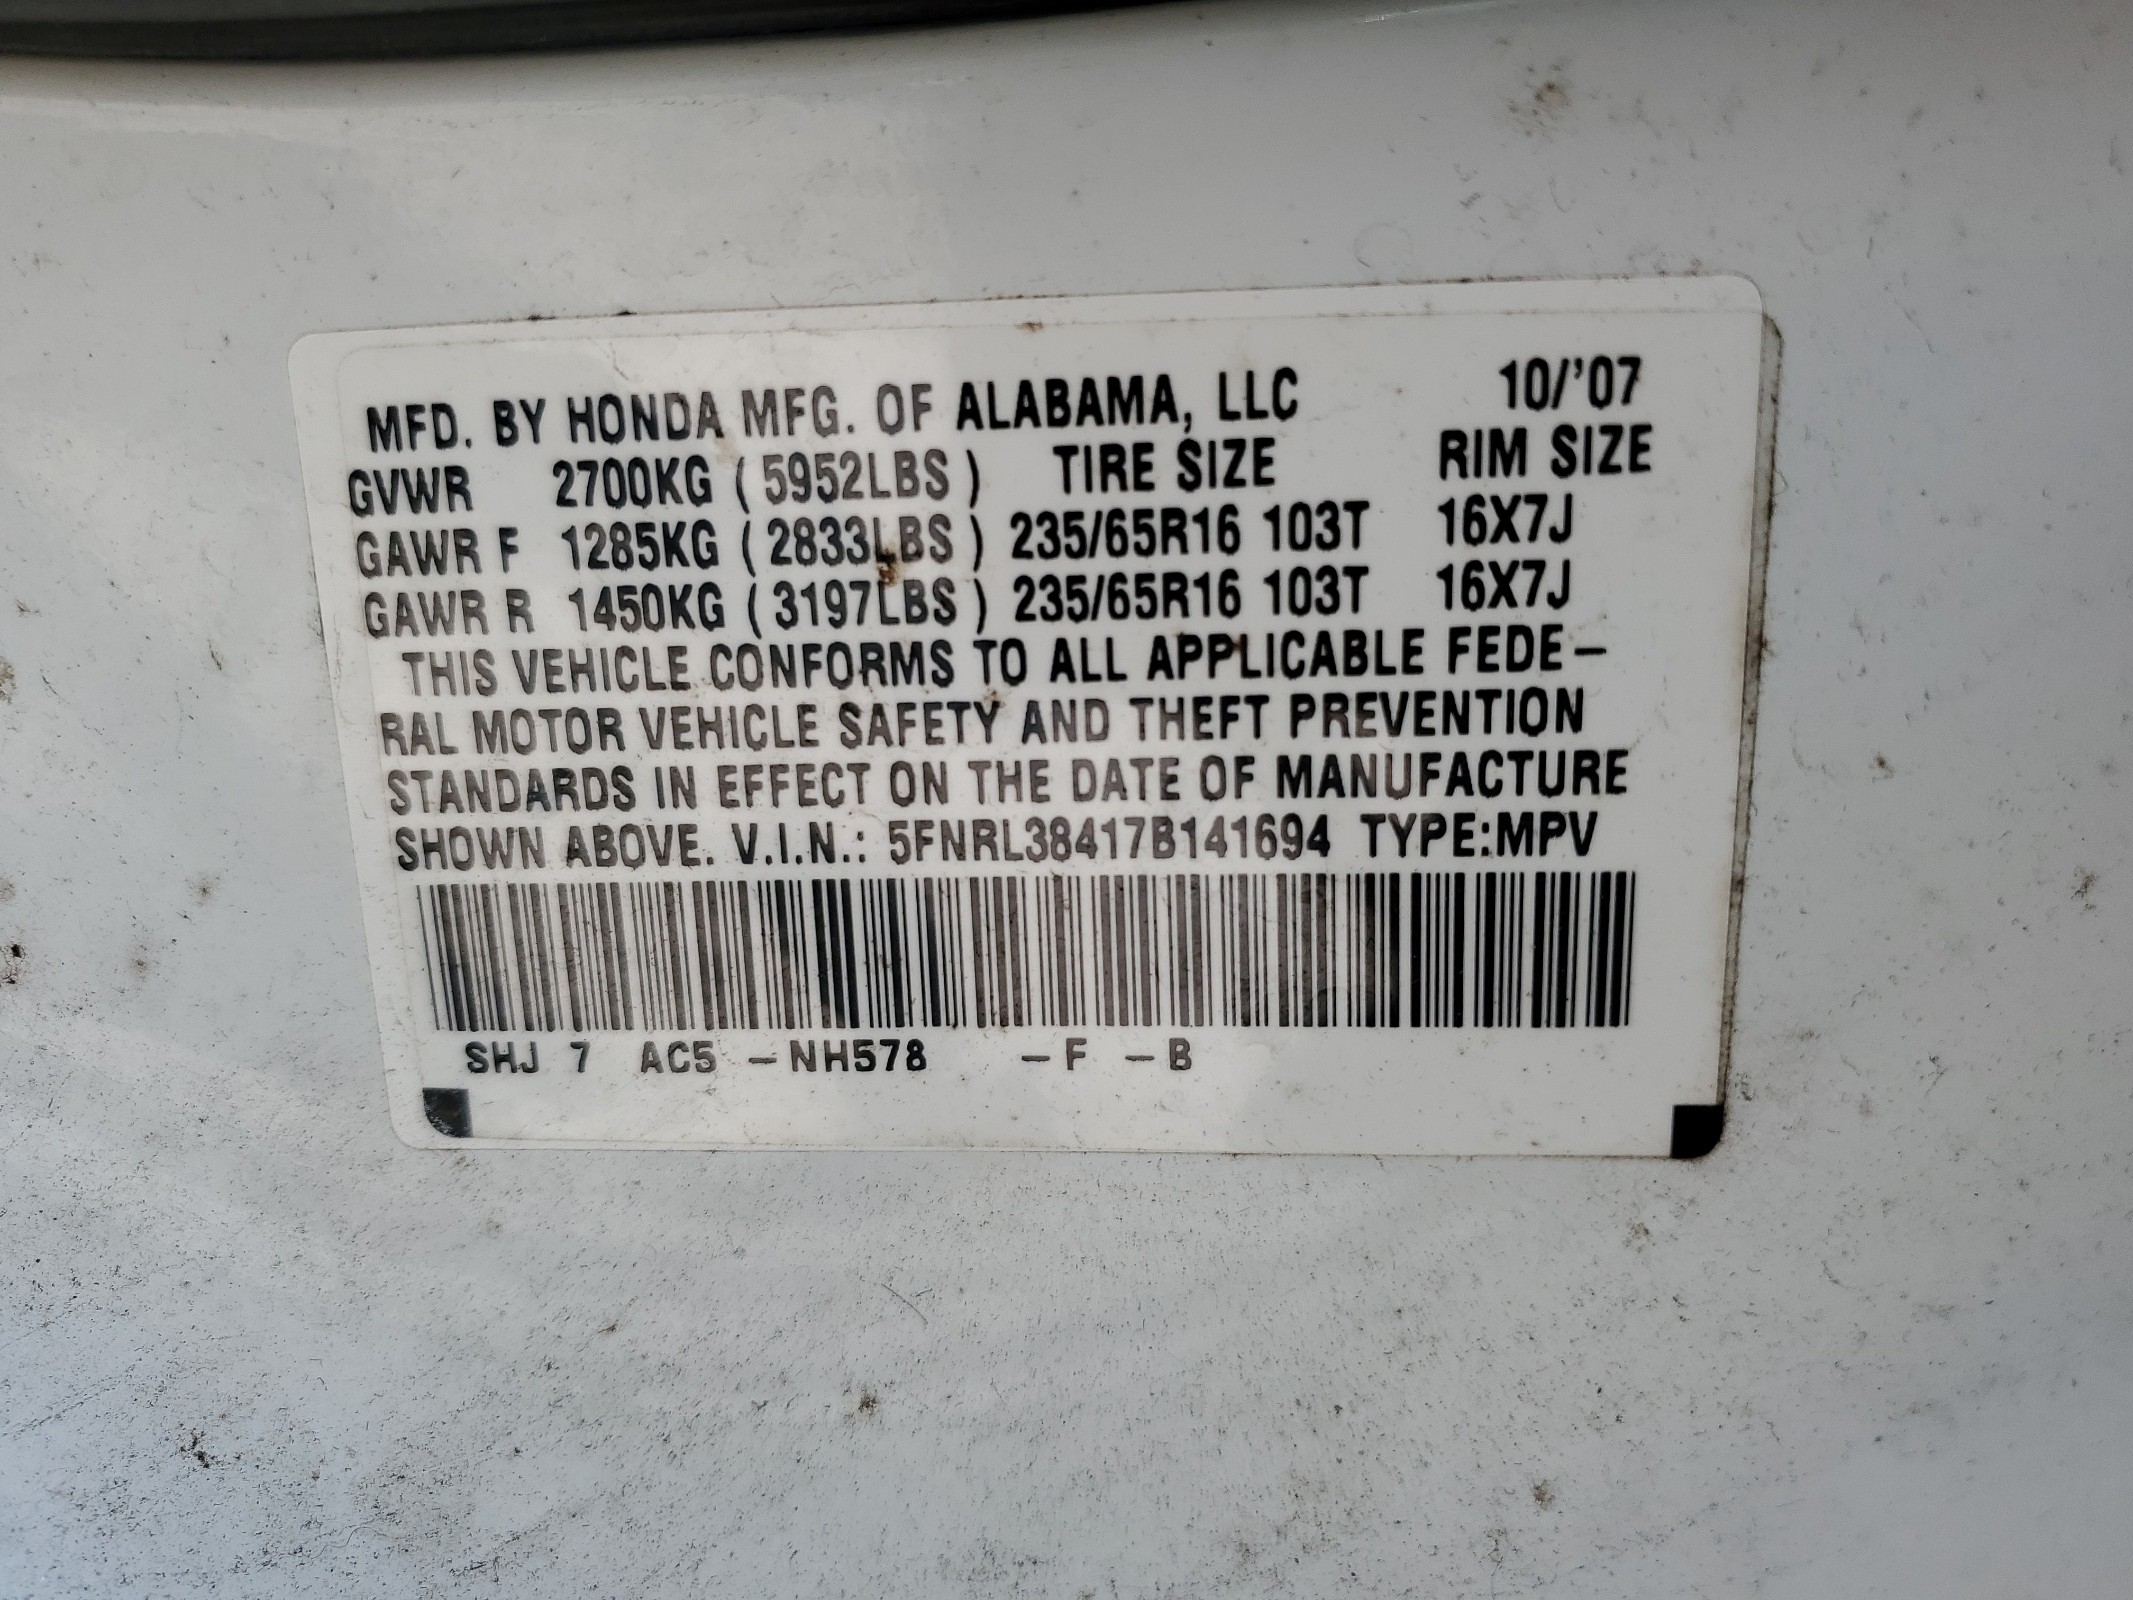 MFD. BY HONDA MFG. OF ALABAMA, LLC 10/'07
GVWR 2700KG ( 5952LBS ) TIRE SIZE RIM SIZE
GAWR F 1285KG ( 2833LBS ) 235/65R16 103T 16X7J
GAWR R 1450KG ( 3197LBS ) 235/65R16 103T 16X7J
THIS VEHICLE CONFORMS TO ALL APPLICABLE FEDE–
RAL MOTOR VEHICLE SAFETY AND THEFT PREVENTION
STANDARDS IN EFFECT ON THE DATE OF MANUFACTURE
SHOWN ABOVE. V.I.N.: 5FNRL38417B141694 TYPE:MPV
SHJ 7 AC5 –NH578 –F –B